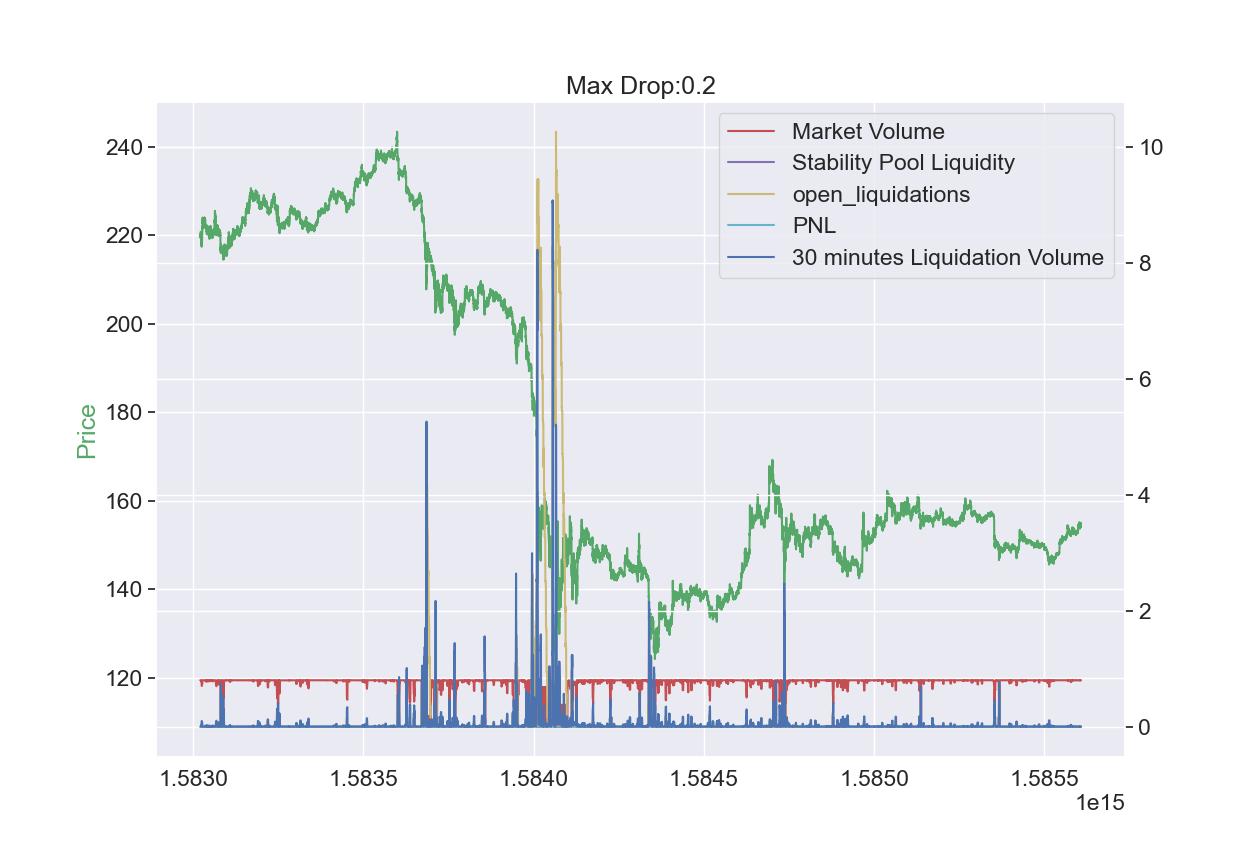 Max Drop:0.2
Market Volume
Stability Pool Liquidity
open_liquidations
PNL
30 minutes Liquidation Volume
Price
240
220
200
180
160
140
120
10
8
6
4
2
0
1.5830 1.5835 1.5840 1.5845 1.5850 1.5855
1e15